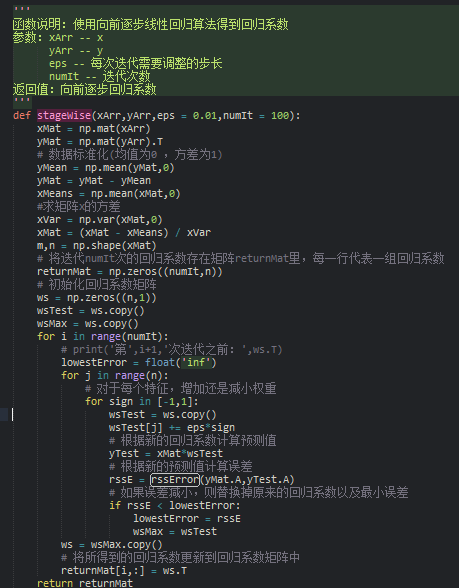 '''
函数说明：使用向前逐步线性回归算法得到回归系数
参数：xArr -- x
     yArr -- y
     eps -- 每次迭代需要调整的步长
     numIt -- 迭代次数
返回值：向前逐步回归系数
'''
def stageWise(xArr,yArr,eps = 0.01,numIt = 100):
    xMat = np.mat(xArr)
    yMat = np.mat(yArr).T
    # 数据标准化(均值为0 ，方差为1)
    yMean = np.mean(yMat,0)
    yMat = yMat - yMean
    xMeans = np.mean(xMat,0)
    #求矩阵x的方差
    xVar = np.var(xMat,0)
    xMat = (xMat - xMeans) / xVar
    m,n = np.shape(xMat)
    # 将迭代numIt次的回归系数存在矩阵returnMat里，每一行代表一组回归系数
    returnMat = np.zeros((numIt,n))
    # 初始化回归系数矩阵
    ws = np.zeros((n,1))
    wsTest = ws.copy()
    wsMax = ws.copy()
    for i in range(numIt):
        # print('第',i+1,'次迭代之前：',ws.T)
        lowestError = float('inf')
        for j in range(n):
            # 对于每个特征，增加还是减小权重
            for sign in [-1,1]:
                wsTest = ws.copy()
                wsTest[j] += eps*sign
                # 根据新的回归系数计算预测值
                yTest = xMat*wsTest
                # 根据新的预测值计算误差
                rssE = rssError(yMat.A,yTest.A)
                # 如果误差减小，则替换掉原来的回归系数以及最小误差
                if rssE < lowestError:
                    lowestError = rssE
                    wsMax = wsTest
        ws = wsMax.copy()
        # 将所得到的回归系数更新到回归系数矩阵中
        returnMat[i,:] = ws.T
    return returnMat